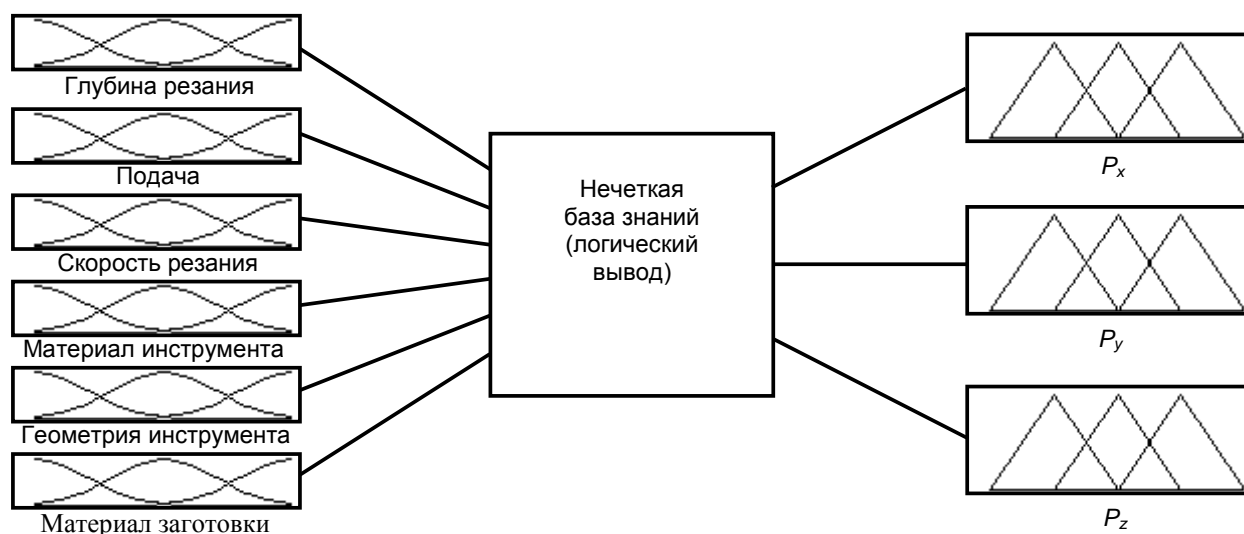 Глубина резания
Подача
Скорость резания
Материал инструмента
Геометрия инструмента
Материал заготовки
Нечеткая
база знаний
(логический
вывод)
Px
Py
Pz